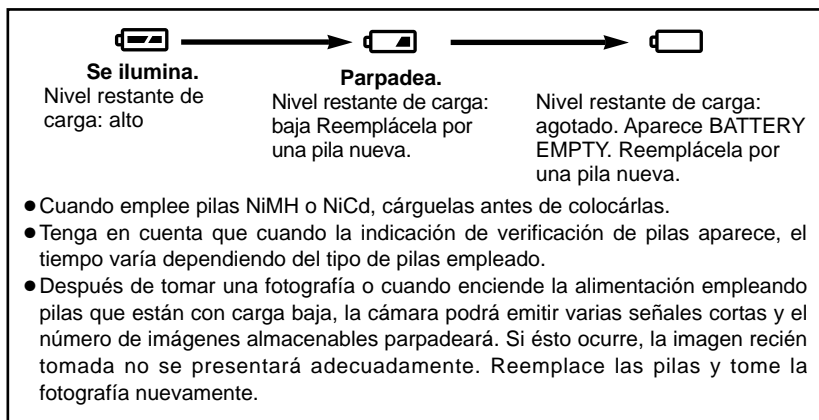 Se ilumina.
Nivel restante de
carga: alto
Parpadea.
Nivel restante de carga:
baja Reemplácela por
una pila nueva.
Nivel restante de carga:
agotado. Aparece BATTERY
EMPTY. Reemplácela por
una pila nueva.
●Cuando emplee pilas NiMH o NiCd, cárguelas antes de colocárlas.
●Tenga en cuenta que cuando la indicación de verificación de pilas aparece, el
tiempo varía dependiendo del tipo de pilas empleado.
●Después de tomar una fotografía o cuando enciende la alimentación empleando
pilas que están con carga baja, la cámara podrá emitir varias señales cortas y el
número de imágenes almacenables parpadeará. Si ésto ocurre, la imagen recién
tomada no se presentará adecuadamente. Reemplace las pilas y tome la
fotografía nuevamente.